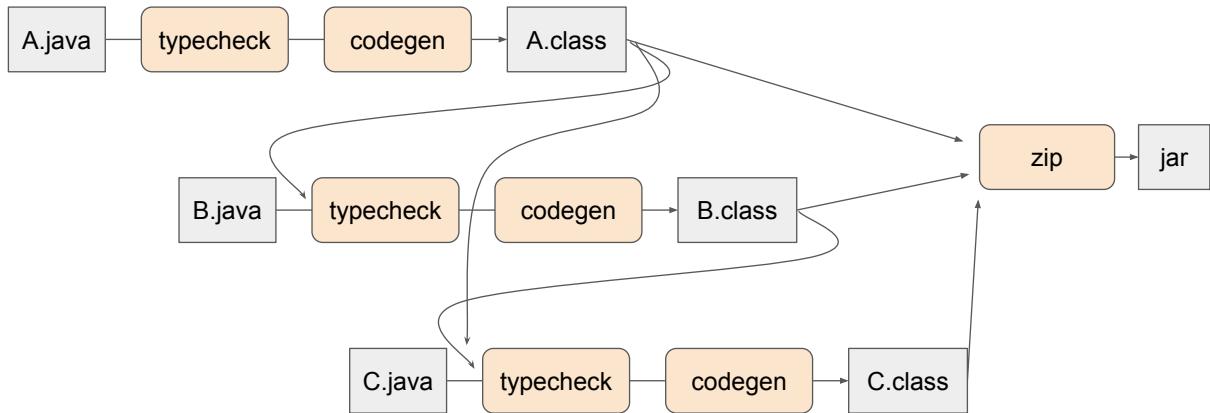 A.java
typecheck
codegen
A.class
zip
jar
B.java
typecheck
codegen
B.class
C.java
typecheck
codegen
C.class